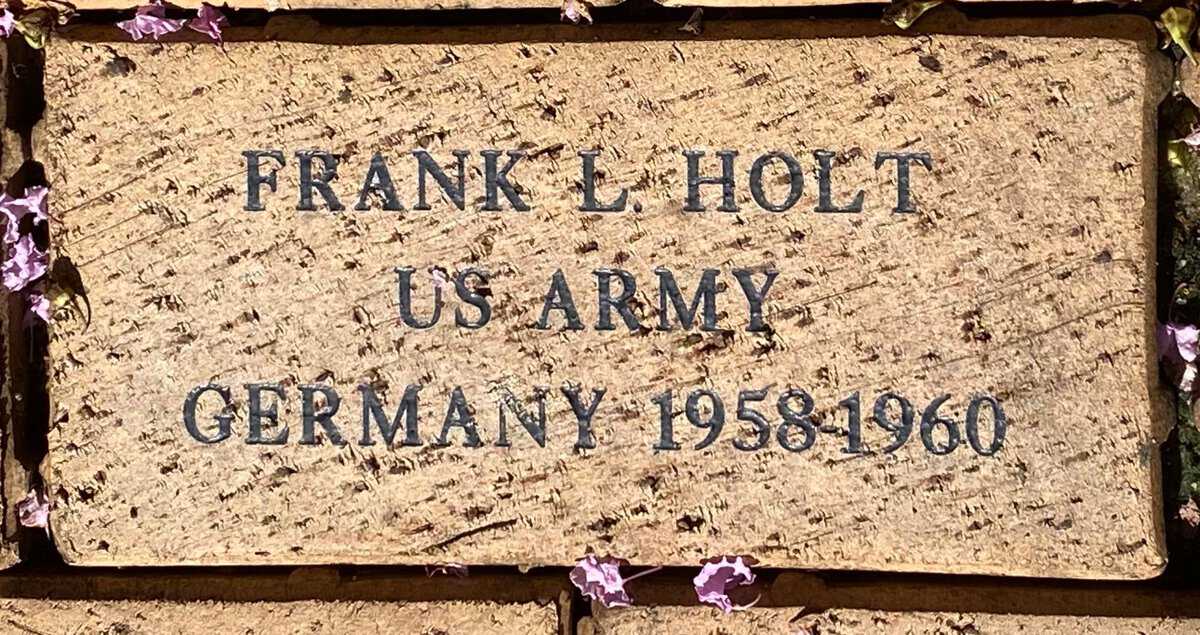 FRANK L. HOLT
US ARMY
GERMANY 1958-1960